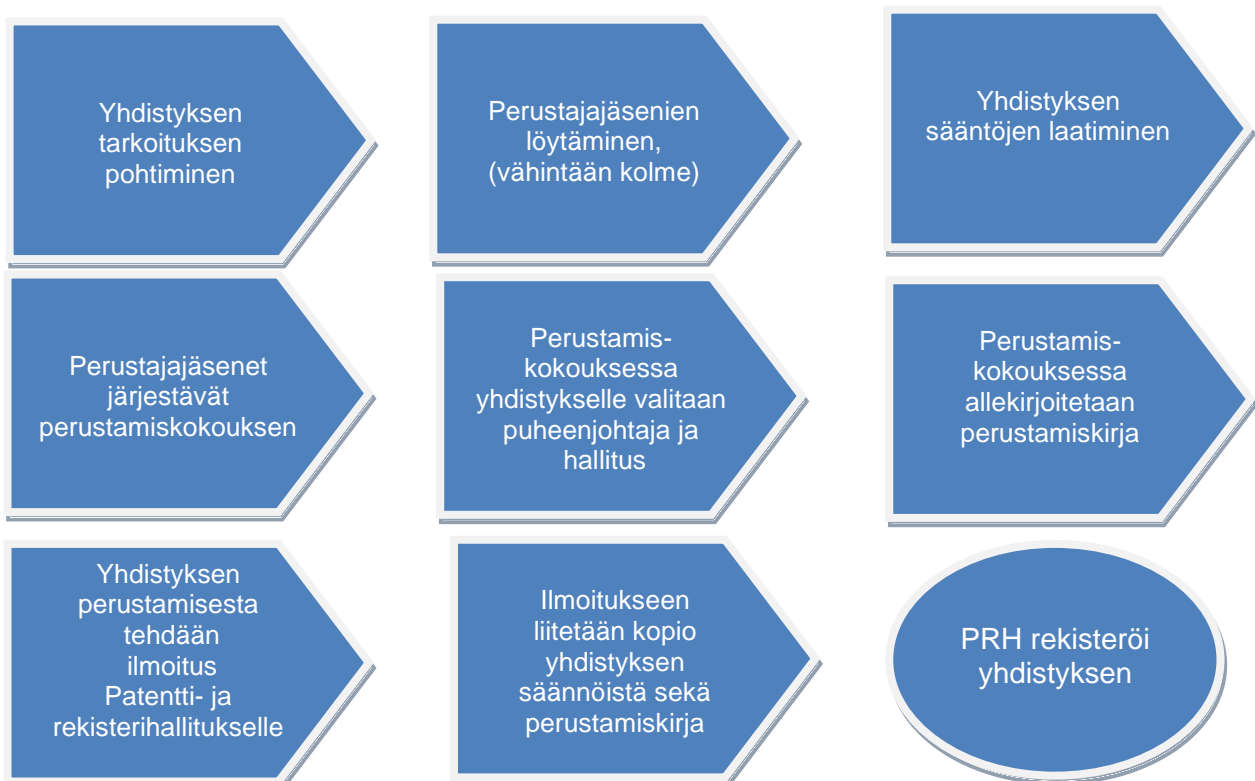 Yhdistyksen
tarkoituksen
pohtiminen
Perustajajäsenien
löytäminen,
(vähintään kolme)
Yhdistyksen
sääntöjen laatiminen
Perustajajäsenet
järjestävät
perustamiskokouksen
Perustamis-
kokouksessa
yhdistykselle valitaan
puheenjohtaja ja
hallitus
Perustamis-
kokouksessa
allekirjoitetaan
perustamiskirja
Yhdistyksen
perustamisesta
tehdään
ilmoitus
Patentti- ja
rekisterihallitukselle
Ilmoitukseen
liitetään kopio
yhdistyksen
säännöistä sekä
perustamiskirja
PRH rekisteröi
yhdistyksen